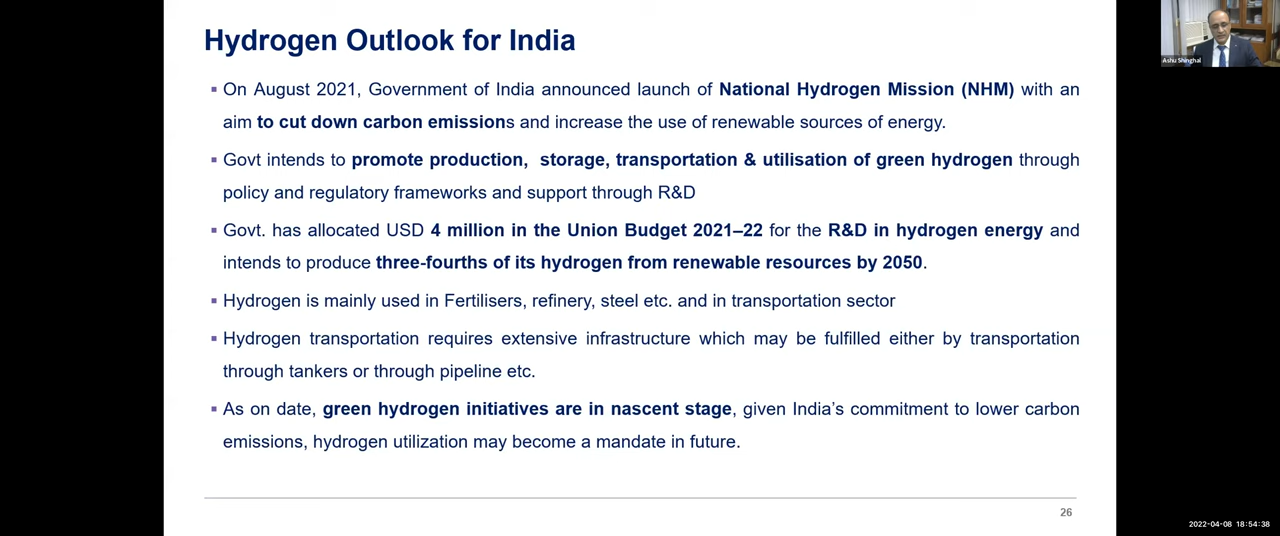 Hydrogen Outlook for India
Ashu Shinghal
▪ On August 2021, Government of India announced launch of National Hydrogen Mission (NHM) with an
aim to cut down carbon emissions and increase the use of renewable sources of energy.
▪ Govt intends to promote production, storage, transportation & utilisation of green hydrogen through
policy and regulatory frameworks and support through R&D
▪ Govt. has allocated USD 4 million in the Union Budget 2021–22 for the R&D in hydrogen energy and
intends to produce three-fourths of its hydrogen from renewable resources by 2050.
▪ Hydrogen is mainly used in Fertilisers, refinery, steel etc. and in transportation sector
▪ Hydrogen transportation requires extensive infrastructure which may be fulfilled either by transportation
through tankers or through pipeline etc.
▪ As on date, green hydrogen initiatives are in nascent stage, given India’s commitment to lower carbon
emissions, hydrogen utilization may become a mandate in future.
26
2022-04-08 18:54:38